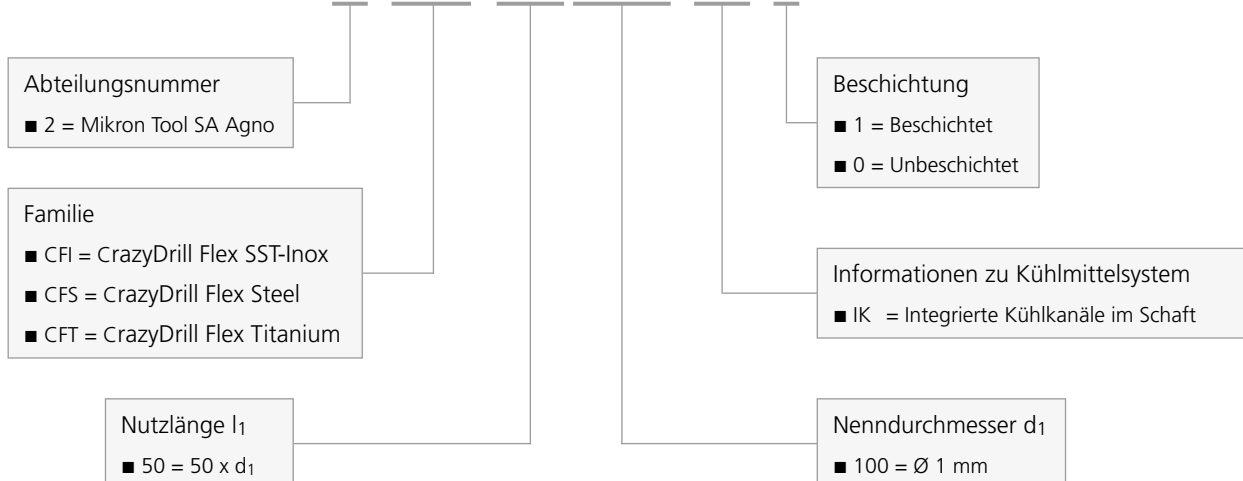 Abteilungsnummer
■ 2 = Mikron Tool SA Agno
Beschichtung
■ 1 = Beschichtet
■ 0 = Unbeschichtet
Familie
■ CFI = CrazyDrill Flex SST-Inox
■ CFS = CrazyDrill Flex Steel
■ CFT = CrazyDrill Flex Titanium
Informationen zu Kühlmittelsystem
■ IK = Integrierte Kühlkanäle im Schaft
Nutzlänge l1
■ 50 = 50 x d1
Nenndurchmesser d1
■ 100 = Ø 1 mm